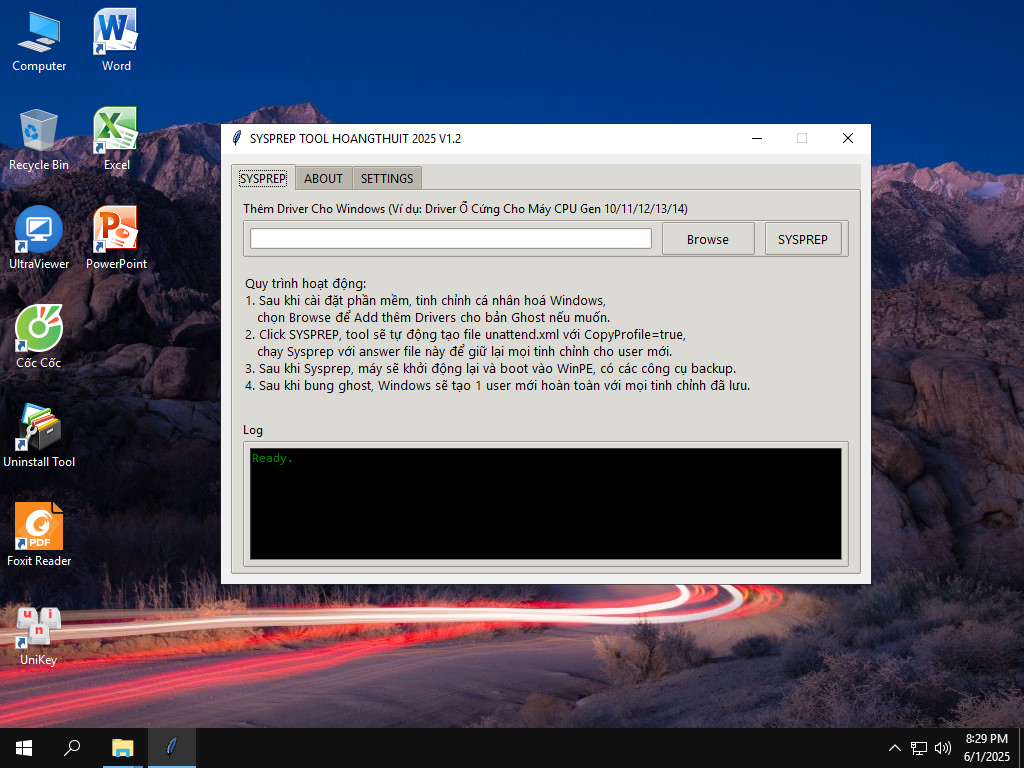 Computer
Word
Recycle Bin
Excel
UltraViewer
PowerPoint
Cốc Cốc
Uninstall Tool
PDF
Foxit Reader
u i
n
UniKey
SYSPREP TOOL HOANGTHUIT 2025 V1.2
SYSPREP
ABOUT
SETTINGS
Thêm Driver Cho Windows (Ví dụ: Driver Ổ Cứng Cho Máy CPU Gen 10/11/12/13/14)
Browse
SYSPREP
Quy trình hoạt động:
1. Sau khi cài đặt phần mềm, tinh chỉnh cá nhân hoá Windows,
chọn Browse để Add thêm Drivers cho bản Ghost nếu muốn.
2. Click SYSPREP, tool sẽ tự động tạo file unattend.xml với CopyProfile=true,
chạy Sysprep với answer file này để giữ lại mọi tinh chỉnh cho user mới.
3. Sau khi Sysprep, máy sẽ khởi động lại và boot vào WinPE, có các công cụ backup.
4. Sau khi bung ghost, Windows sẽ tạo 1 user mới hoàn toàn với mọi tinh chỉnh đã lưu.
Log
Ready.
8:29 PM
6/1/2025